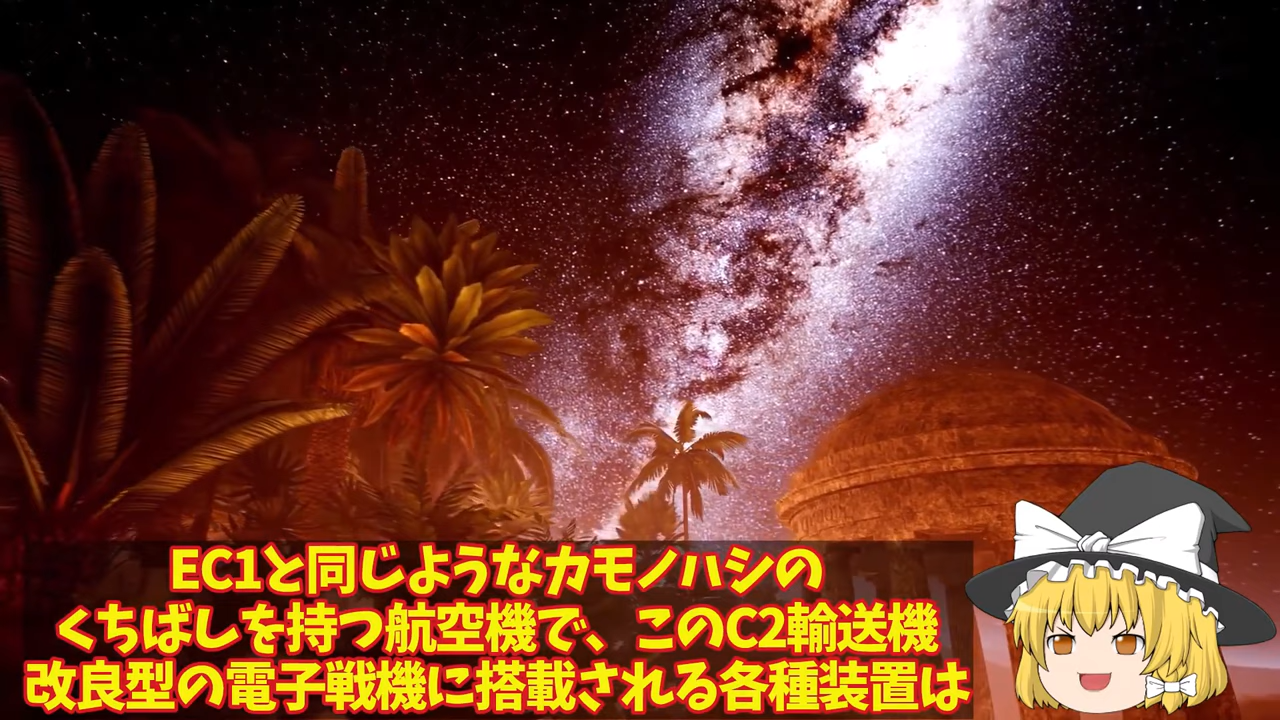 EC1と同じようなカモノハシの
くちばしを持つ航空機で、このC2輸送機
改良型の電子戦機に搭載される各種装置は